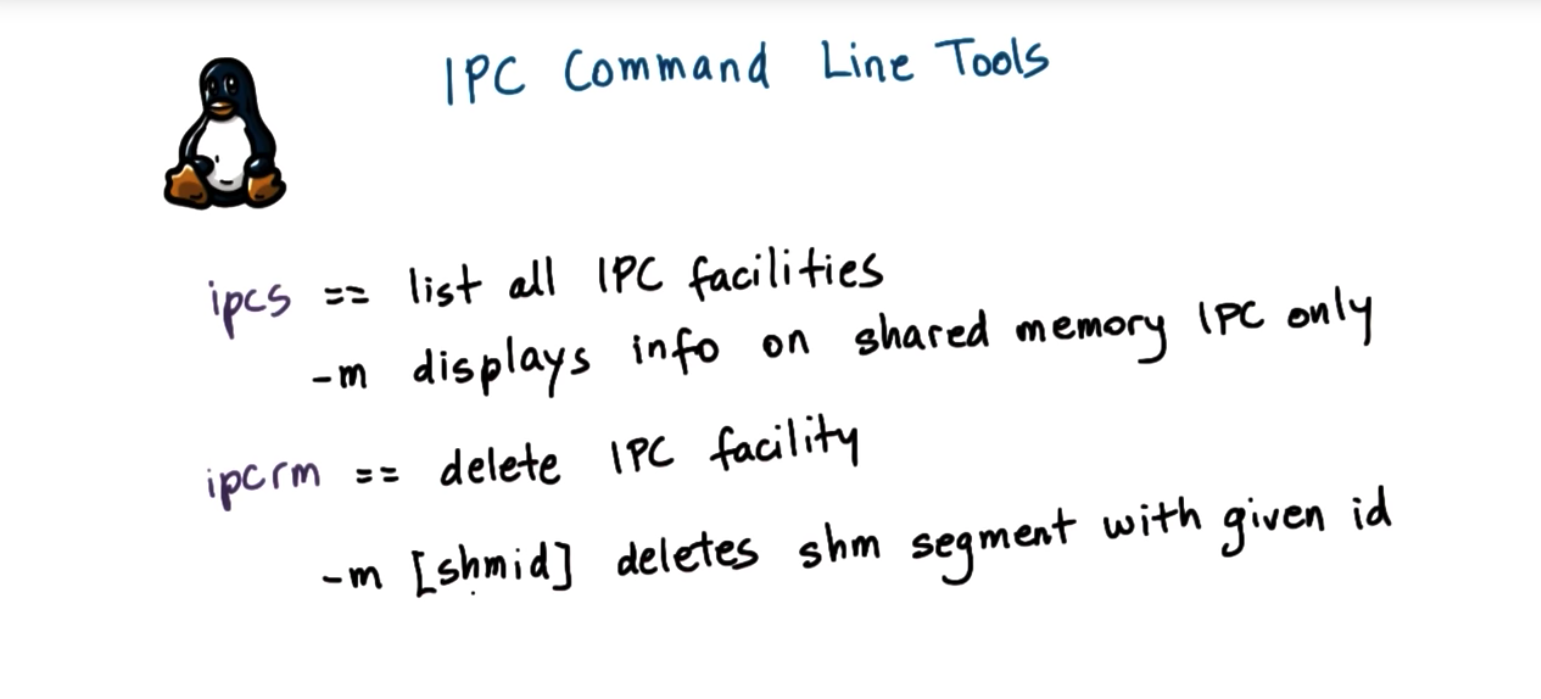 IPC Command Line Tools
ipcs == list all IPC facilities
-m displays info on shared memory IPC only
ipcrm == delete IPC facility
-m [shmid] deletes shm segment with given id